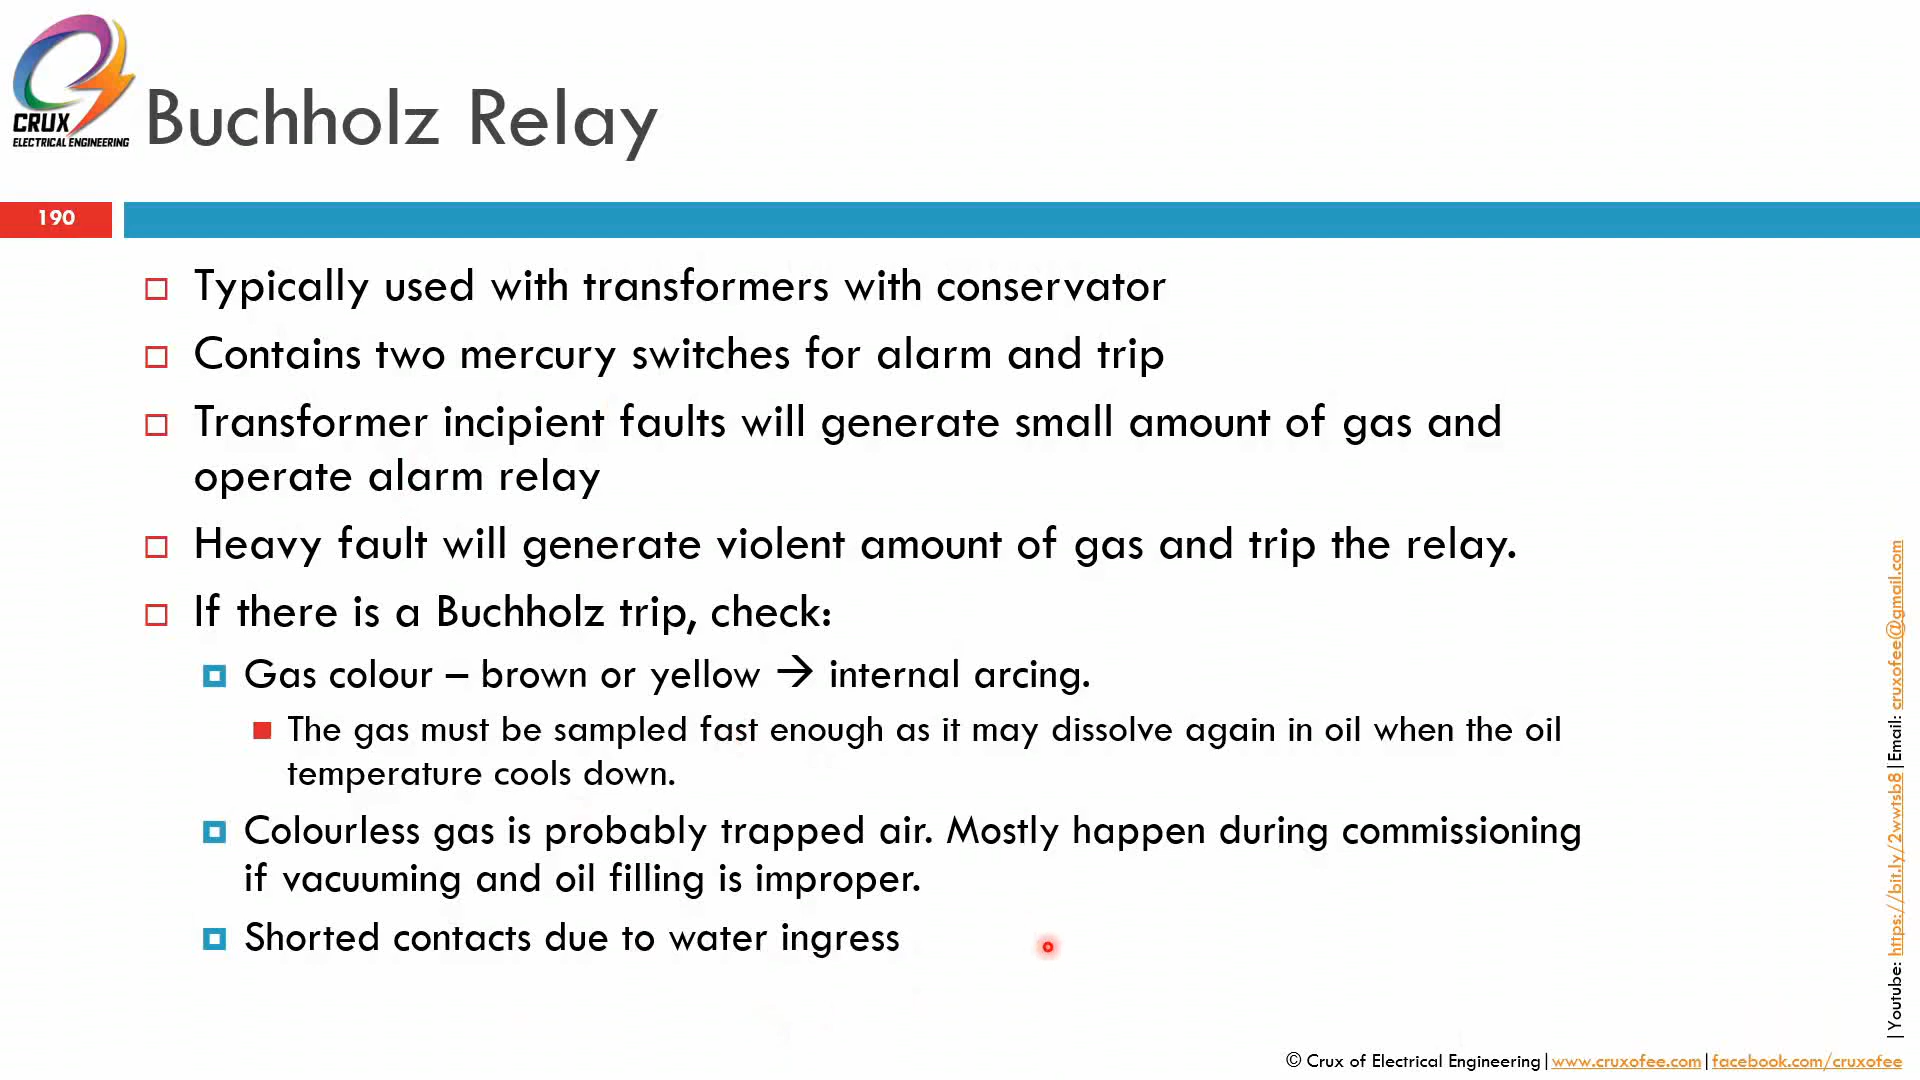 CRUX
ELECTRICAL ENGINEERING
Buchholz Relay
190
Typically used with transformers with conservator
Contains two mercury switches for alarm and trip
Transformer incipient faults will generate small amount of gas and
operate alarm relay
Heavy fault will generate violent amount of gas and trip the relay.
If there is a Buchholz trip, check:
Gas colour – brown or yellow → internal arcing.
The gas must be sampled fast enough as it may dissolve again in oil when the oil
temperature cools down.
Colourless gas is probably trapped air. Mostly happen during commissioning
if vacuuming and oil filling is improper.
Shorted contacts due to water ingress
|Youtube: https://bit.ly/2wwtsb8|Email: cruxofee@gmail.com
© Crux of Electrical Engineering|www.cruxofee.com|facebook.com/cruxofee